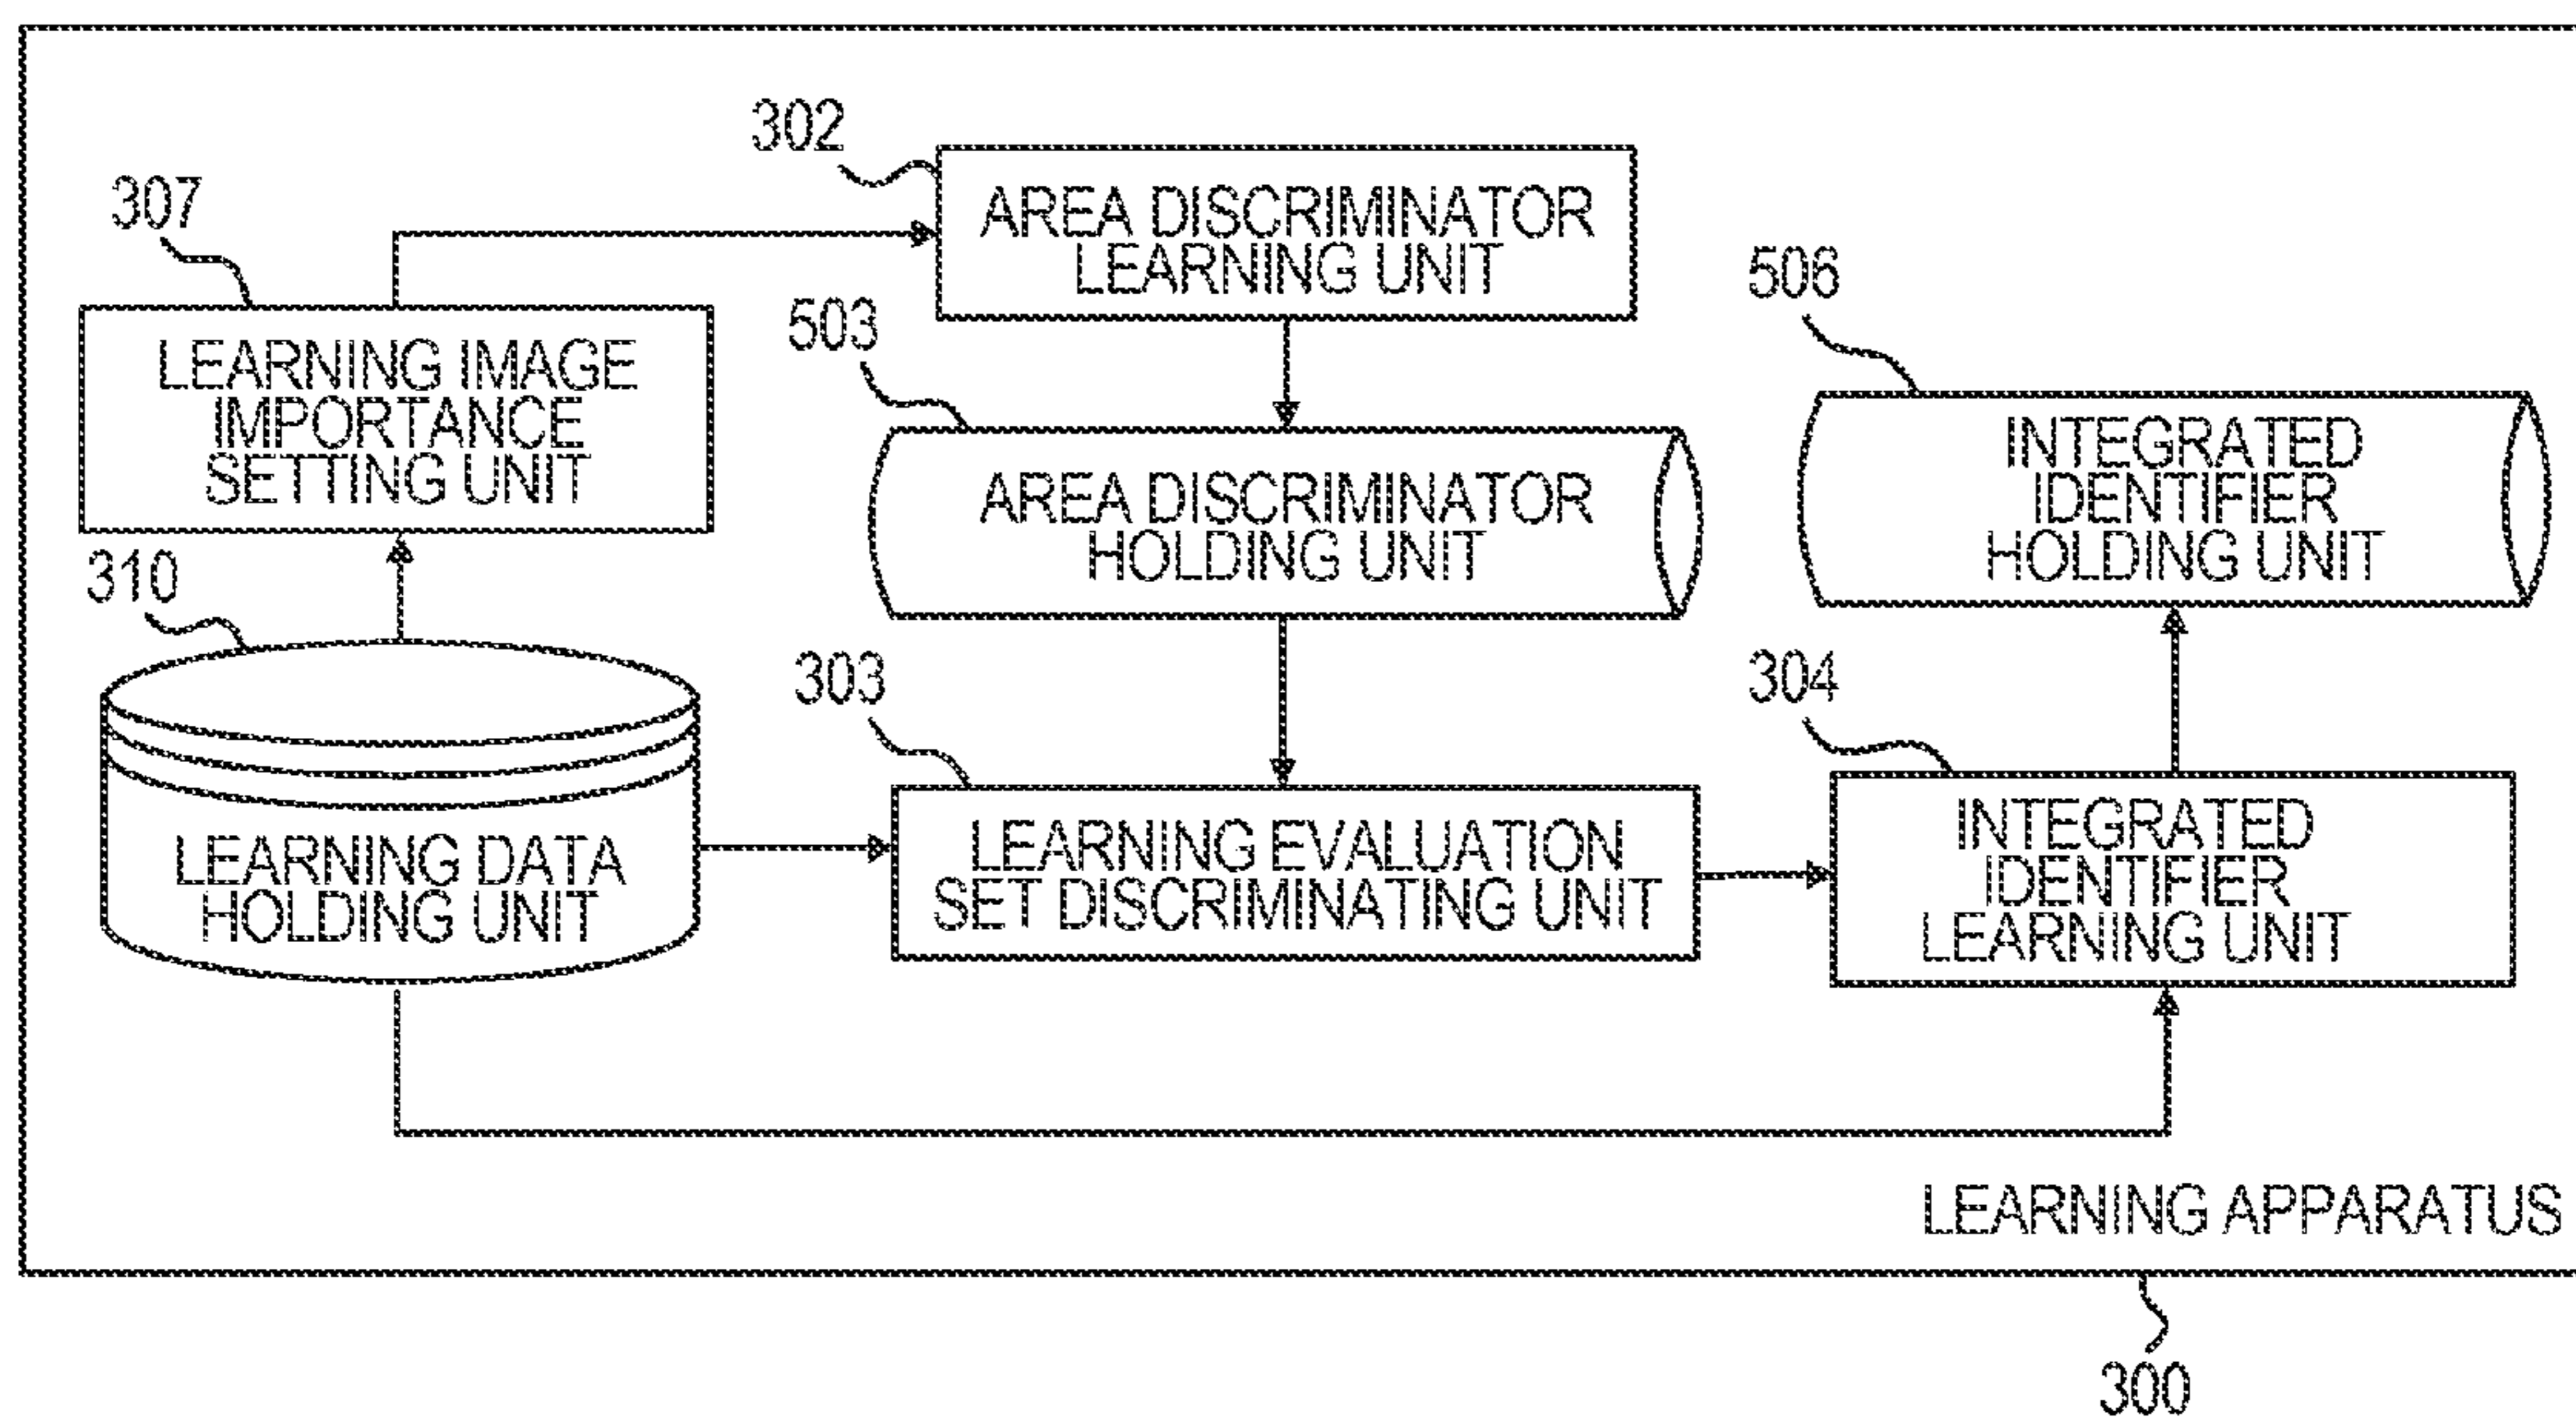 302
AREA DISCRIMINATOR
LEARNING UNIT
307
LEARNING IMAGE
IMPORTANCE
SETTING UNIT
503
AREA DISCRIMINATOR
HOLDING UNIT
506
INTEGRATED
IDENTIFIER
HOLDING UNIT
310
LEARNING DATA
HOLDING UNIT
303
LEARNING EVALUATION
SET DISCRIMINATING UNIT
304
INTEGRATED
IDENTIFIER
LEARNING UNIT
LEARNING APPARATUS
300